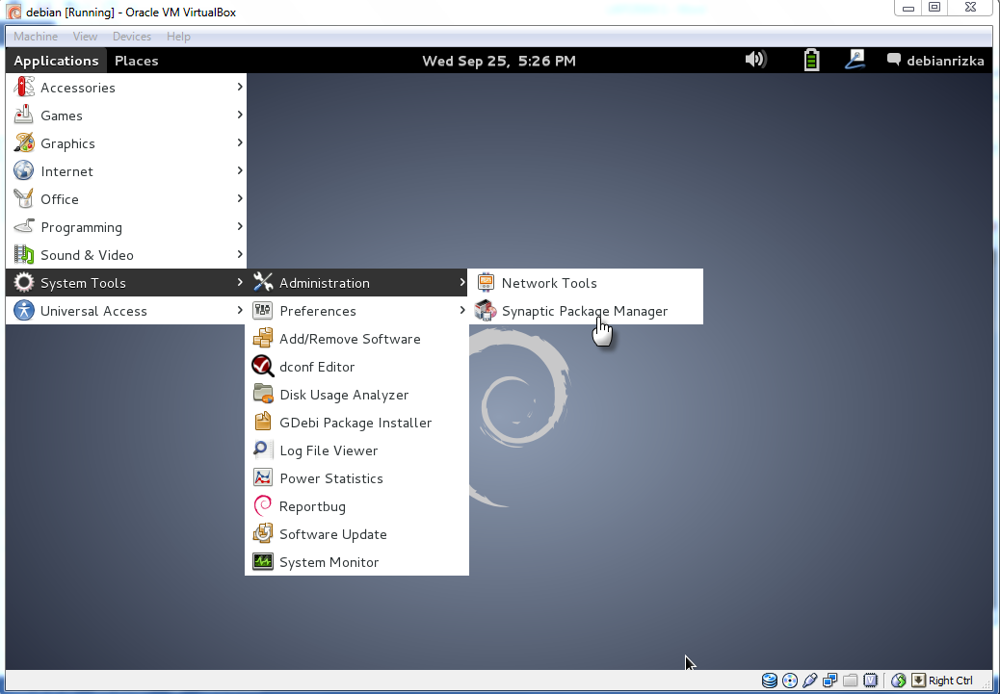 debian [Running] - Oracle VM VirtualBox
Machine View Devices Help
Applications Places Wed Sep 25, 5:26 PM debianrizka
Accessories
Games
Graphics
Internet
Office
Programming
Sound & Video
System Tools
Universal Access
Administration
Preferences
Add/Remove Software
dconf Editor
Disk Usage Analyzer
GDebi Package Installer
Log File Viewer
Power Statistics
Reportbug
Software Update
System Monitor
Network Tools
Synaptic Package Manager
Right Ctrl